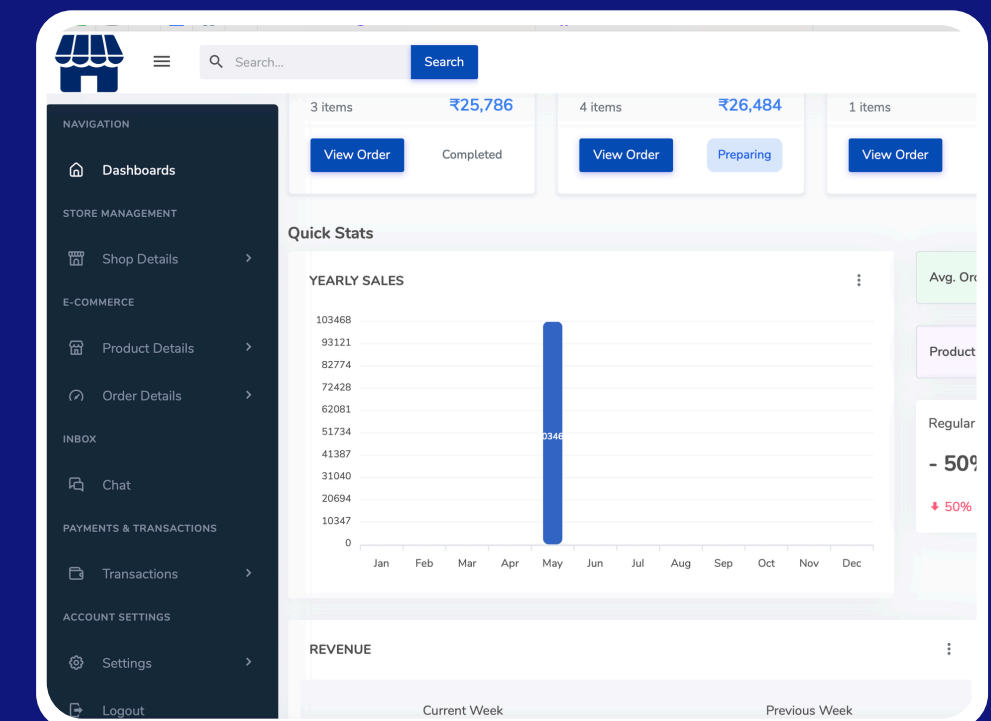 Search...
Search
NAVIGATION
Dashboards
STORE MANAGEMENT
Shop Details
E-COMMERCE
Product Details
Order Details
INBOX
Chat
PAYMENTS & TRANSACTIONS
Transactions
ACCOUNT SETTINGS
Settings
Logout
3 items ₹25,786
View Order Completed
4 items ₹26,484
View Order Preparing
1 items
View Order
Quick Stats
YEARLY SALES
103468
93121
82774
72428
62081
51734
41387
31040
20694
10347
0
0346
Jan Feb Mar Apr May Jun Jul Aug Sep Oct Nov Dec
Avg.
Product
Regular
- 50%
50%
REVENUE
Current Week Previous Week